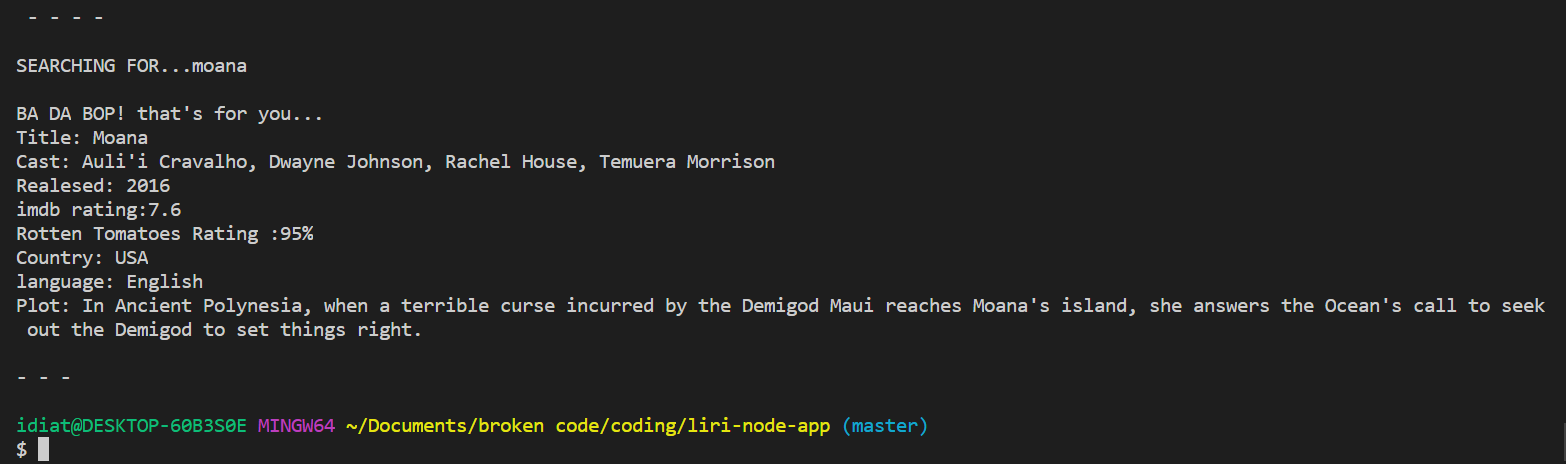 - - - -
SEARCHING FOR...moana
BA DA BOP! that's for you...
Title: Moana
Cast: Auli'i Cravalho, Dwayne Johnson, Rachel House, Temuera Morrison
Realesed: 2016
imdb rating:7.6
Rotten Tomatoes Rating :95%
Country: USA
language: English
Plot: In Ancient Polynesia, when a terrible curse incurred by the Demigod Maui reaches Moana's island, she answers the Ocean's call to seek
out the Demigod to set things right.
- - -
idiat@DESKTOP-60B3S0E MINGW64 ~/Documents/broken code/coding/liri-node-app (master)
$